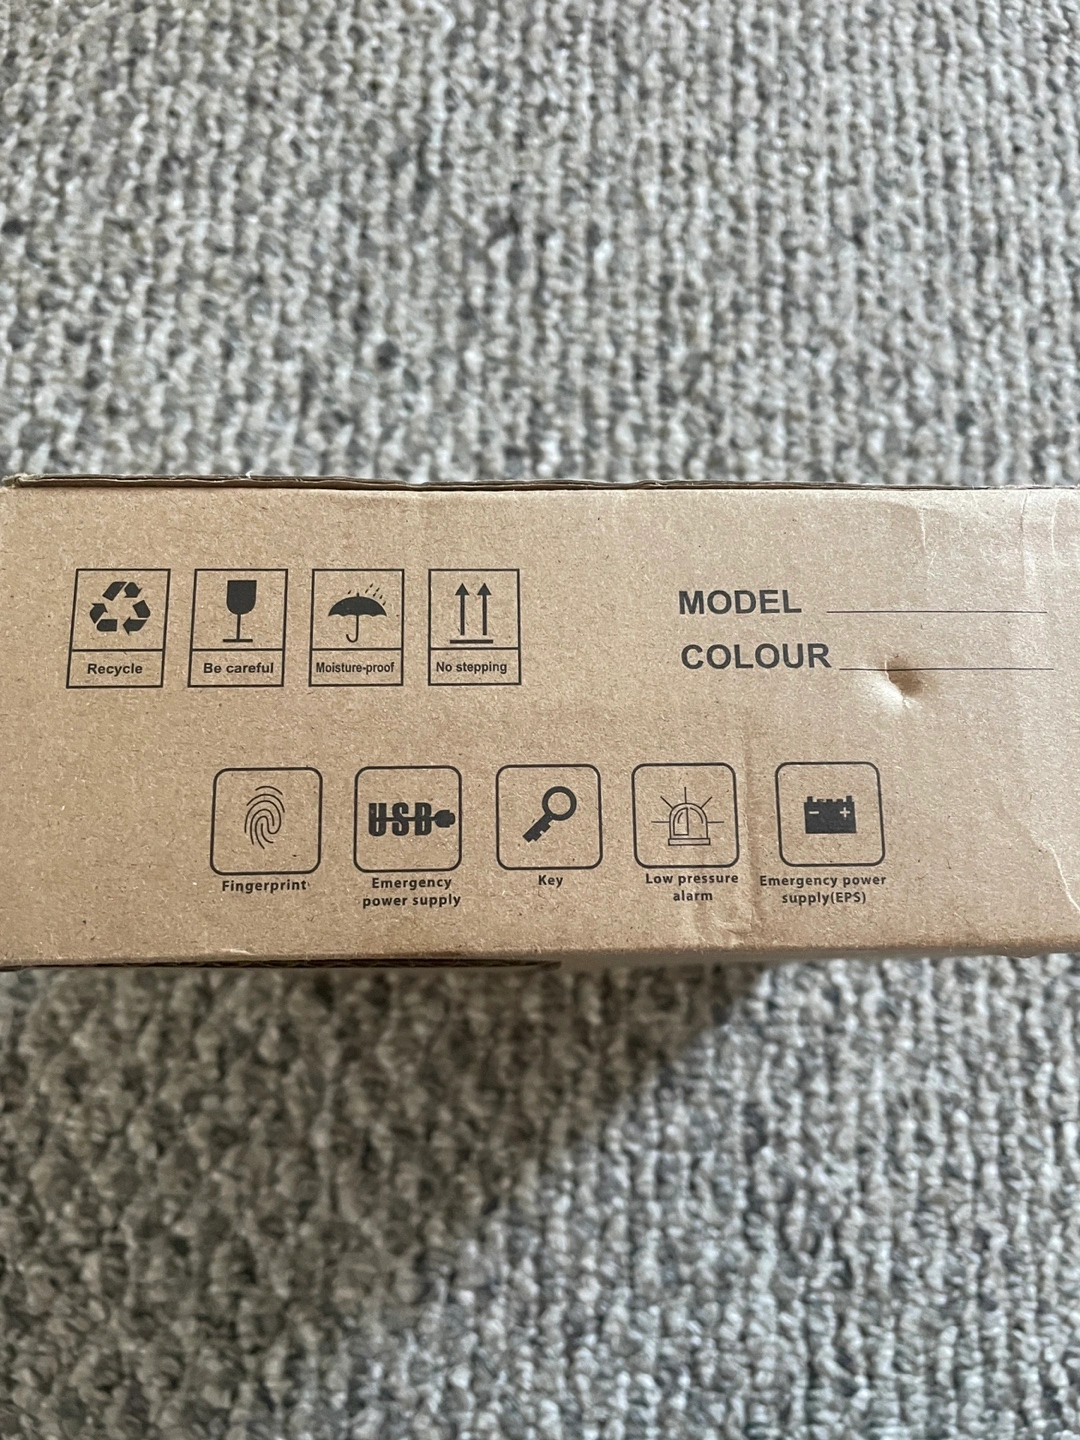 MODEL
COLOUR
Recycle
Be careful
Moisture-proof
No stepping
USB
Fingerprint
Emergency
power supply
Key
Low pressure
alarm
Emergency power
supply(EPS)